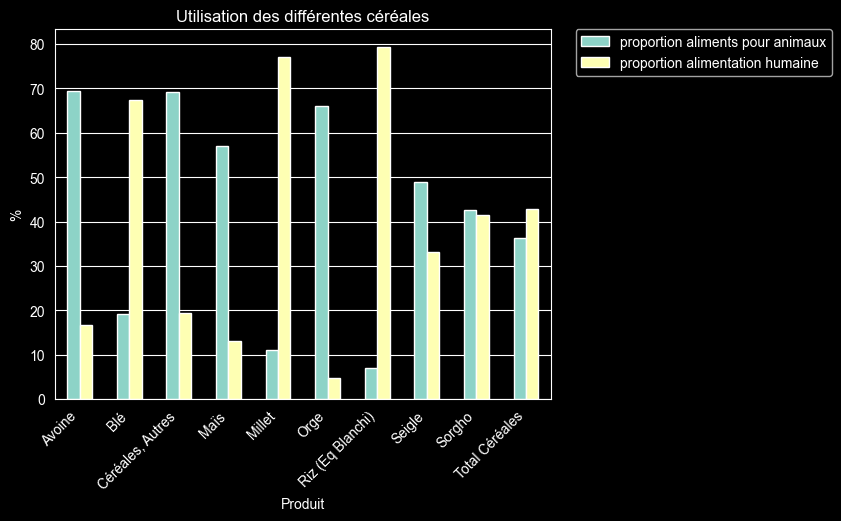 Utilisation des différentes céréales
proportion aliments pour animaux
proportion alimentation humaine
80
70
60
50
40
30
20
10
0
%
Avoine
Blé
Céréales, Autres
Maïs
Millet
Orge
Riz (Eq Blanchi)
Seigle
Sorgho
Total Céréales
Produit